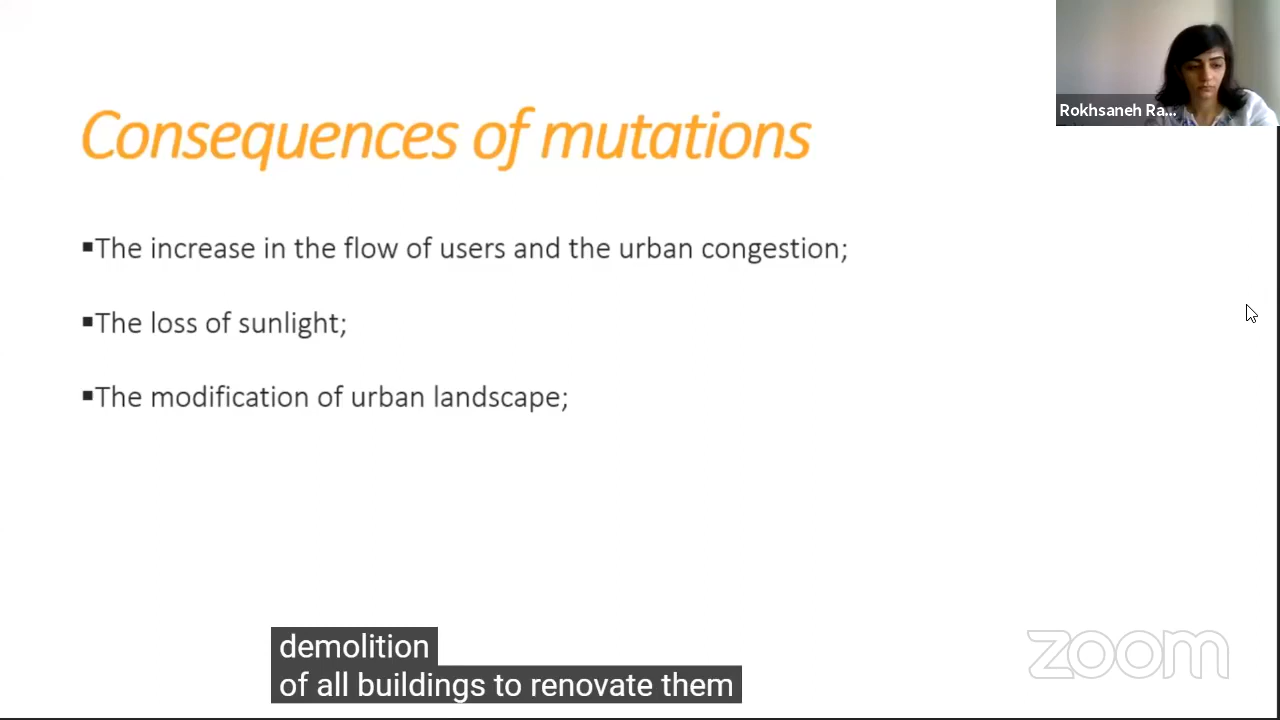 Rokhsaneh Ra...
Consequences of mutations
▪The increase in the flow of users and the urban congestion;
▪The loss of sunlight;
▪The modification of urban landscape;
demolition
of all buildings to renovate them
zoom